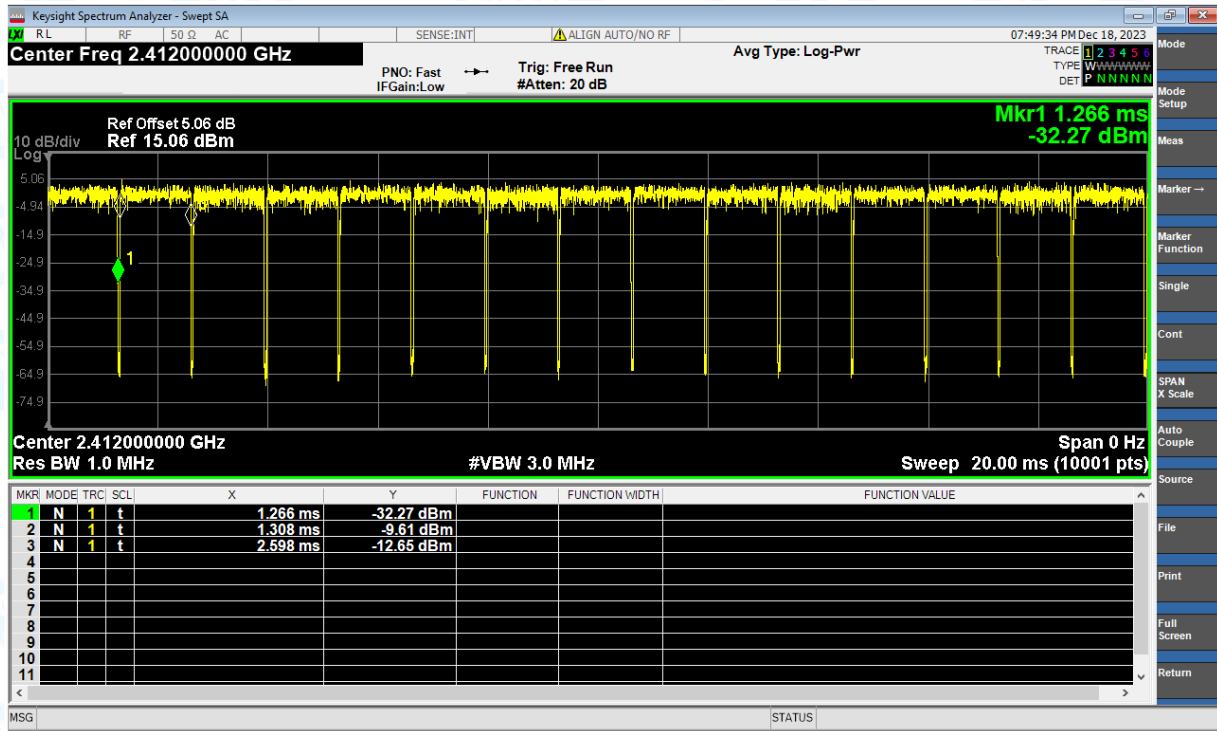 Keysight Spectrum Analyzer - Swept SA
LXI RL RF 50 Ω AC SENSE:INT ALIGN AUTO/NO RF 07:49:34 PM Dec 18, 2023
Center Freq 2.412000000 GHz
Avg Type: Log-Pwr
TRACE 1 2 3 4 5 6
TYPE WWWWWW
DET P N N N N N
PNO: Fast
IFGain:Low
Trig: Free Run
#Atten: 20 dB
Mkr1 1.266 ms
-32.27 dBm
Ref Offset 5.06 dB
10 dB/div Ref 15.06 dBm
Log
5.06
-4.94
-14.9
-24.9
-34.9
-44.9
-54.9
-64.9
-74.9
1
Center 2.412000000 GHz Span 0 Hz
Res BW 1.0 MHz #VBW 3.0 MHz Sweep 20.00 ms (10001 pts)
MKR MODE TRC SCL X Y FUNCTION FUNCTION WIDTH FUNCTION VALUE
1 N 1 t 1.266 ms -32.27 dBm
2 N 1 t 1.308 ms -9.61 dBm
3 N 1 t 2.598 ms -12.65 dBm
4
5
6
7
8
9
10
11
MSG STATUS
Mode
Mode
Setup
Meas
Marker →
Marker
Function
Single
Cont
SPAN
X Scale
Auto
Couple
Source
File
Print
Full
Screen
Return